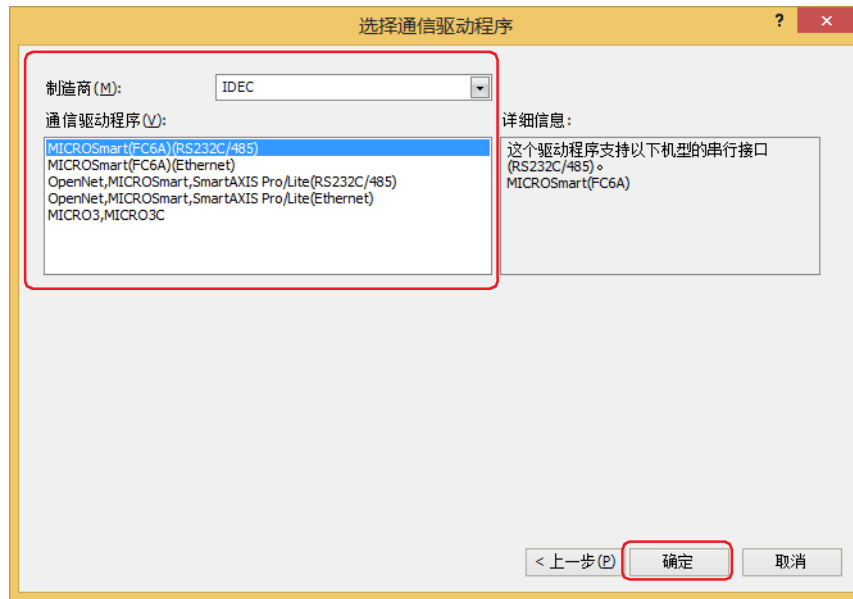 选择通信驱动程序
?
×
制造商(M):
IDEC
通信驱动程序(V):
MICROSmart(FC6A)(RS232C/485)
MICROSmart(FC6A)(Ethernet)
OpenNet,MICROSmart,SmartAXIS Pro/Lite(RS232C/485)
OpenNet,MICROSmart,SmartAXIS Pro/Lite(Ethernet)
MICRO3,MICRO3C
详细信息:
这个驱动程序支持以下机型的串行接口
(RS232C/485)。
MICROSmart(FC6A)
< 上一步(P)
确定
取消